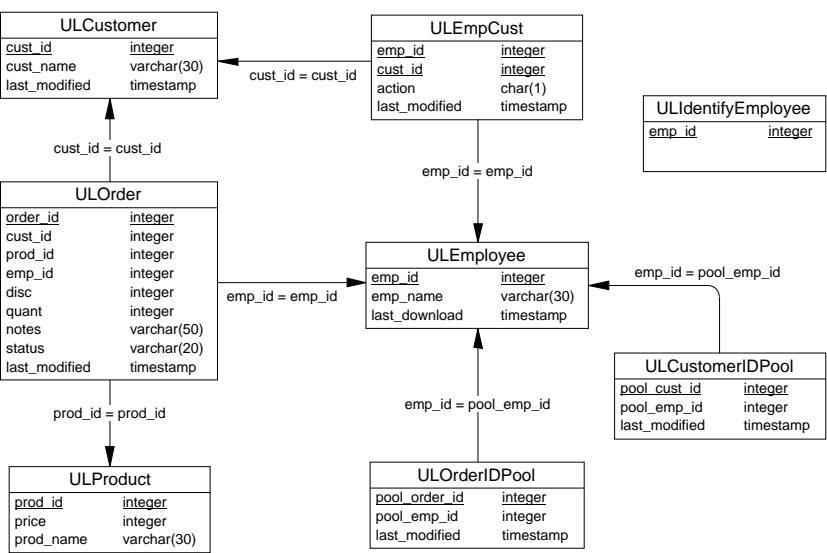 ULCustomer
cust_id integer
cust_name varchar(30)
last_modified timestamp
ULEmpCust
emp_id integer
cust_id integer
action char(1)
last_modified timestamp
cust_id = cust_id
ULIdentifyEmployee
emp_id integer
cust_id = cust_id
emp_id = emp_id
ULOrder
order_id integer
cust_id integer
prod_id integer
emp_id integer
disc integer
quant integer
notes varchar(50)
status varchar(20)
last_modified timestamp
emp_id = emp_id
ULEmployee
emp_id integer
emp_name varchar(30)
last_download timestamp
emp_id = pool_emp_id
ULCustomerIDPool
pool_cust_id integer
pool_emp_id integer
last_modified timestamp
prod_id = prod_id
emp_id = pool_emp_id
ULProduct
prod_id integer
price integer
prod_name varchar(30)
ULOrderIDPool
pool_order_id integer
pool_emp_id integer
last_modified timestamp